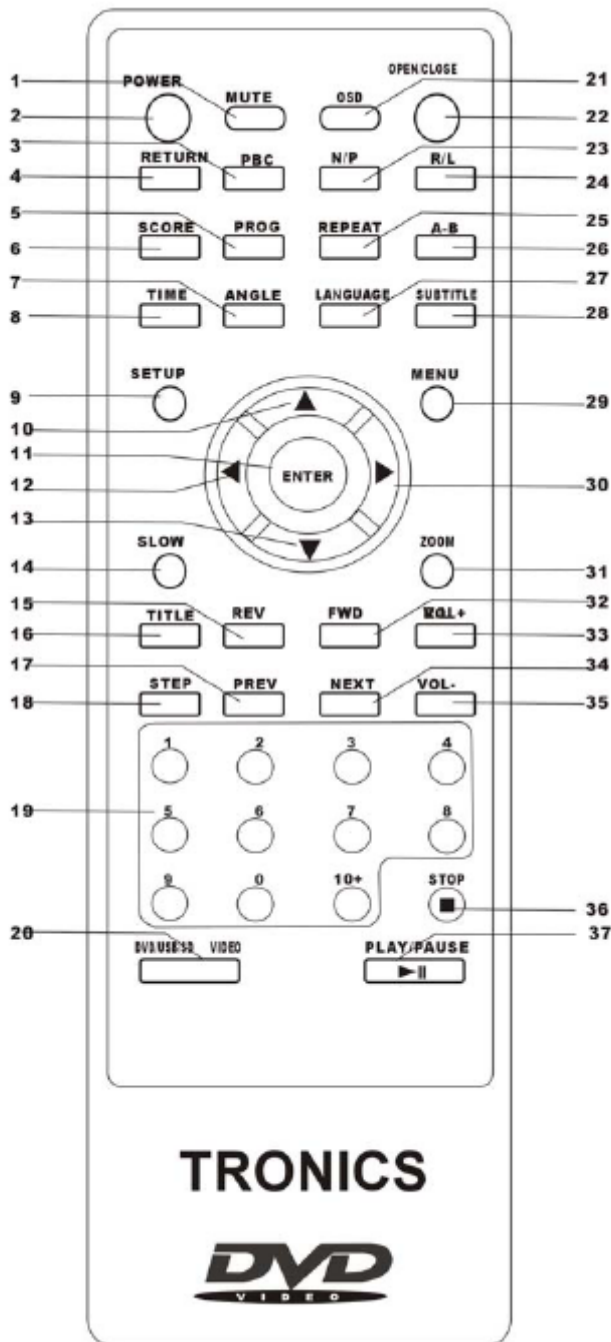 1 POWER MUTE OSD OPEN/CLOSE 21
2 22
3 23
4 RETURN PBC N/P R/L 24
5 25
6 SCORE PROG REPEAT A-B 26
7 27
8 TIME ANGLE LANGUAGE SUBTITLE 28
9 SETUP MENU 29
10
11 ENTER
12 30
13
14 SLOW ZOOM 31
15 32
16 TITLE REV FWD 33
17 34
18 STEP PREV NEXT VOL- 35
1 2 3 4
19 5 6 7 8
9 0 10+ STOP 36
20 DVD/USB/SD VIDEO PLAY/PAUSE 37
TRONICS
DVD
VIDEO